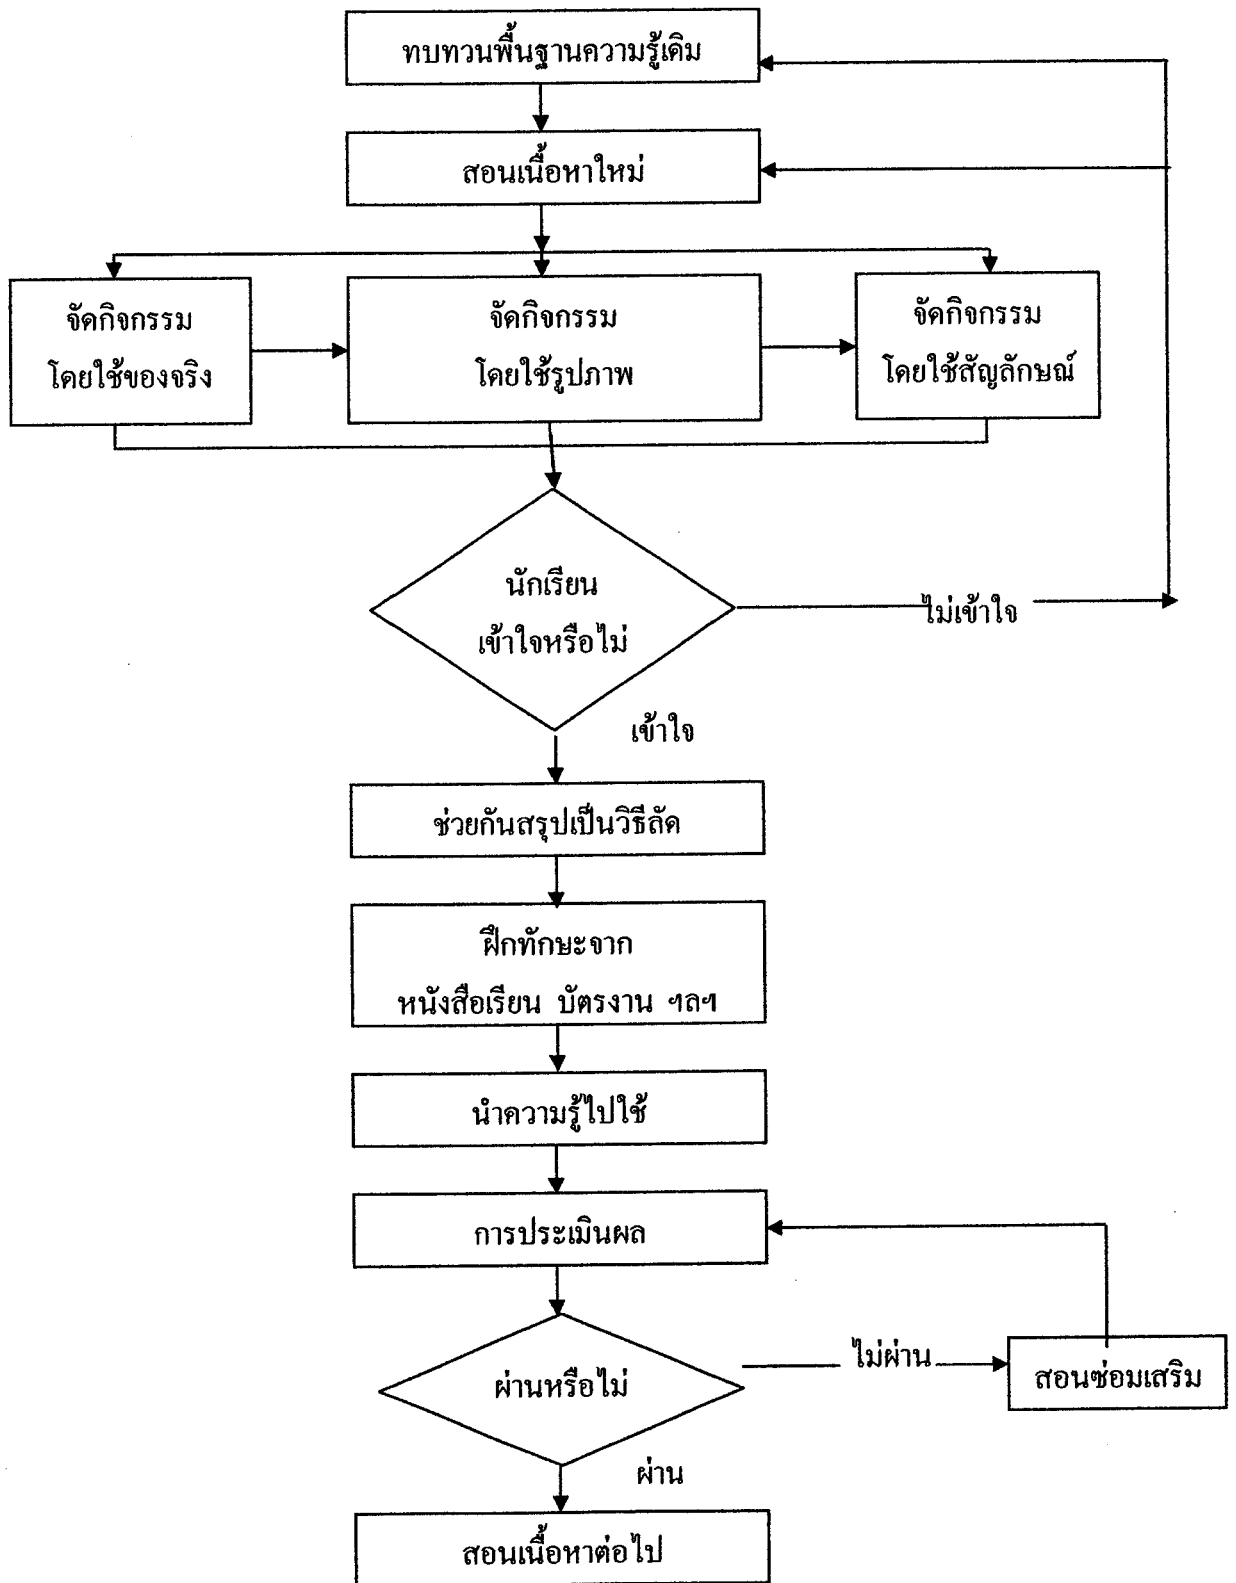 ทบทวนพื้นฐานความรู้เดิม
สอนเนื้อหาใหม่
จัดกิจกรรม
โดยใช้ของจริง
จัดกิจกรรม
โดยใช้รูปภาพ
จัดกิจกรรม
โดยใช้สัญลักษณ์
นักเรียน
เข้าใจหรือไม่
ไม่เข้าใจ
เข้าใจ
ช่วยกันสรุปเป็นวิธีลัด
ฝึกทักษะจาก
หนังสือเรียน บัตรงาน ฯลฯ
นำความรู้ไปใช้
การประเมินผล
ผ่านหรือไม่
ไม่ผ่าน
สอนซ่อมเสริม
ผ่าน
สอนเนื้อหาต่อไป